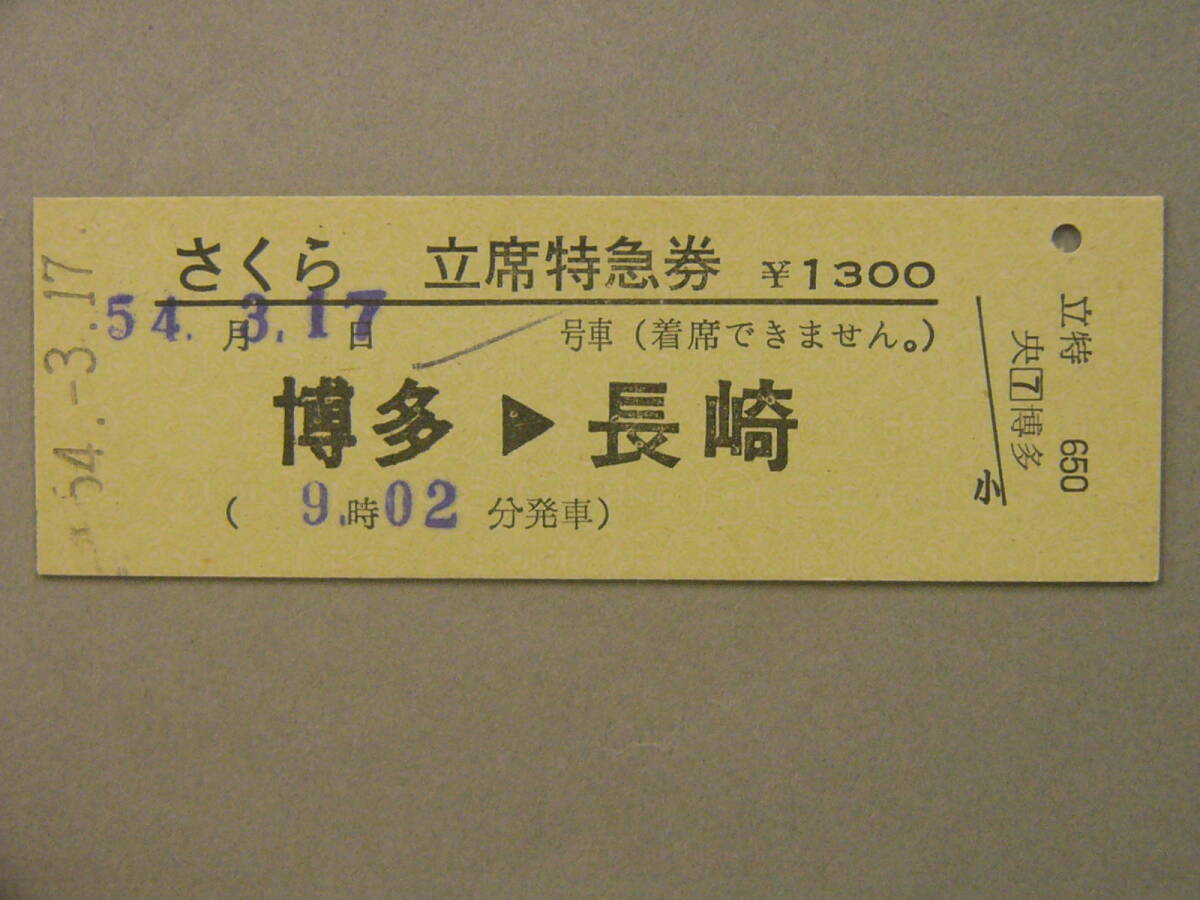 さくら 立席特急券 ¥1300
54. 3.17
月 日 号車(着席できません。)
博多▶長崎
( 9.時02 分発車)
54.-3.17
立特 650
央7博多
小